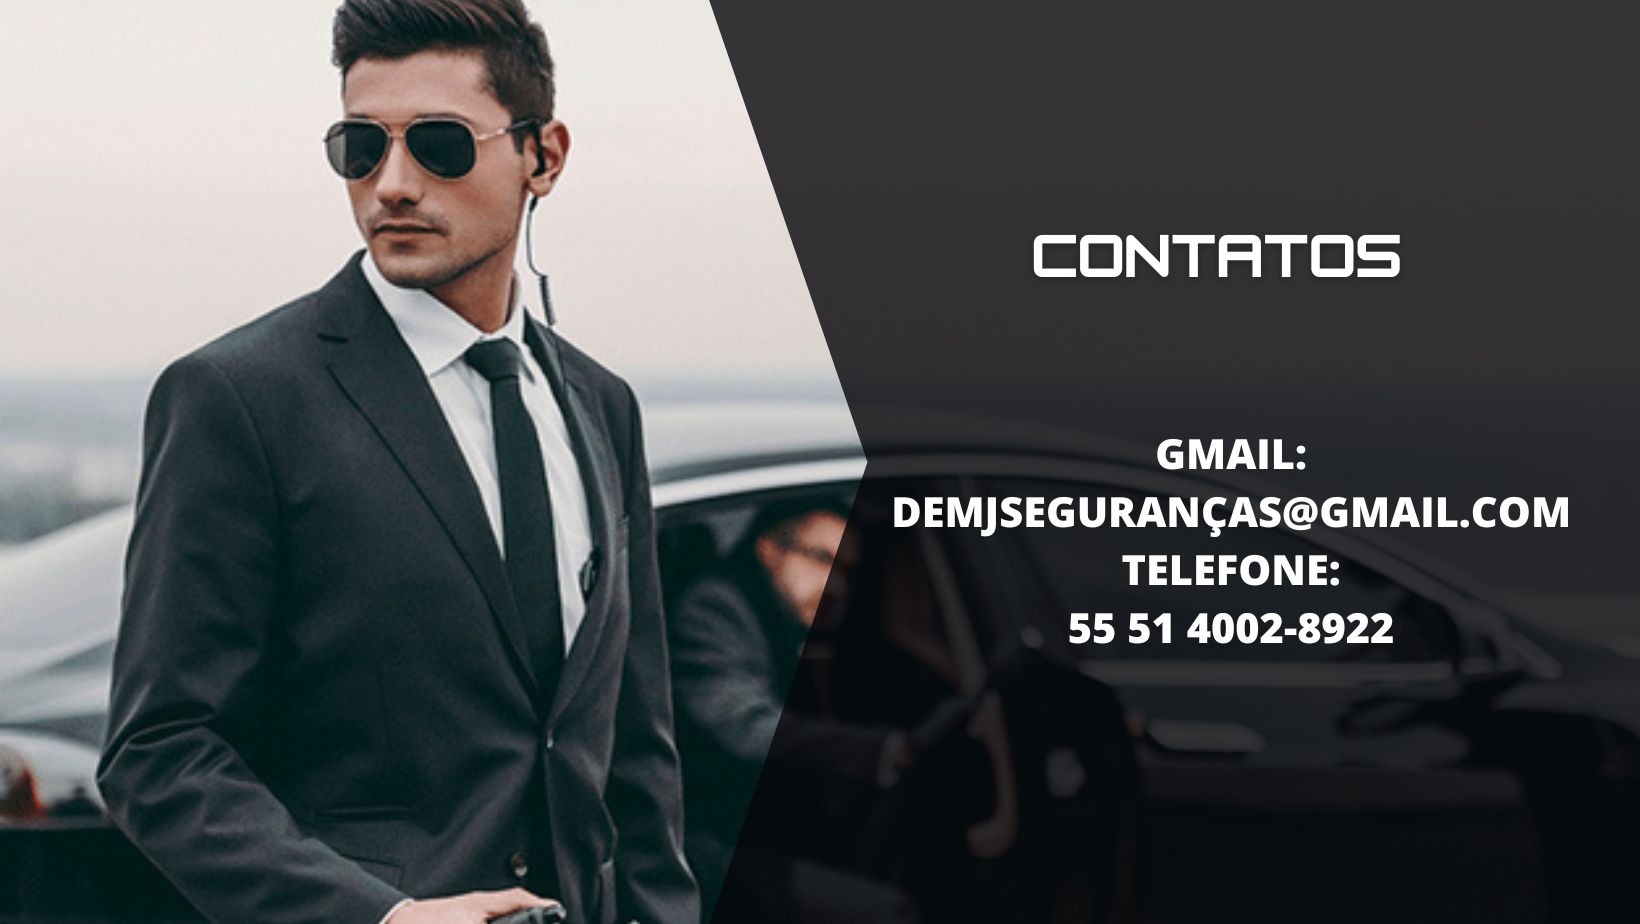 CONTATOS
GMAIL:
DEMJSEGURANÇAS@GMAIL.COM
TELEFONE:
55 51 4002-8922